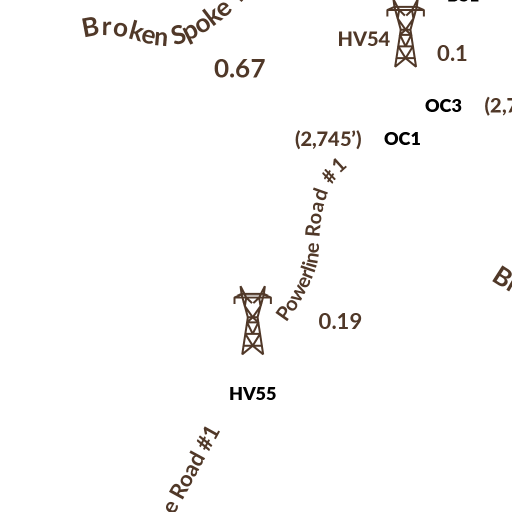 Broken Spoke
HV54
0.1
0.67
OC3
(2,745’)
OC1
Powerline Road #1
0.19
HV55
Road #1